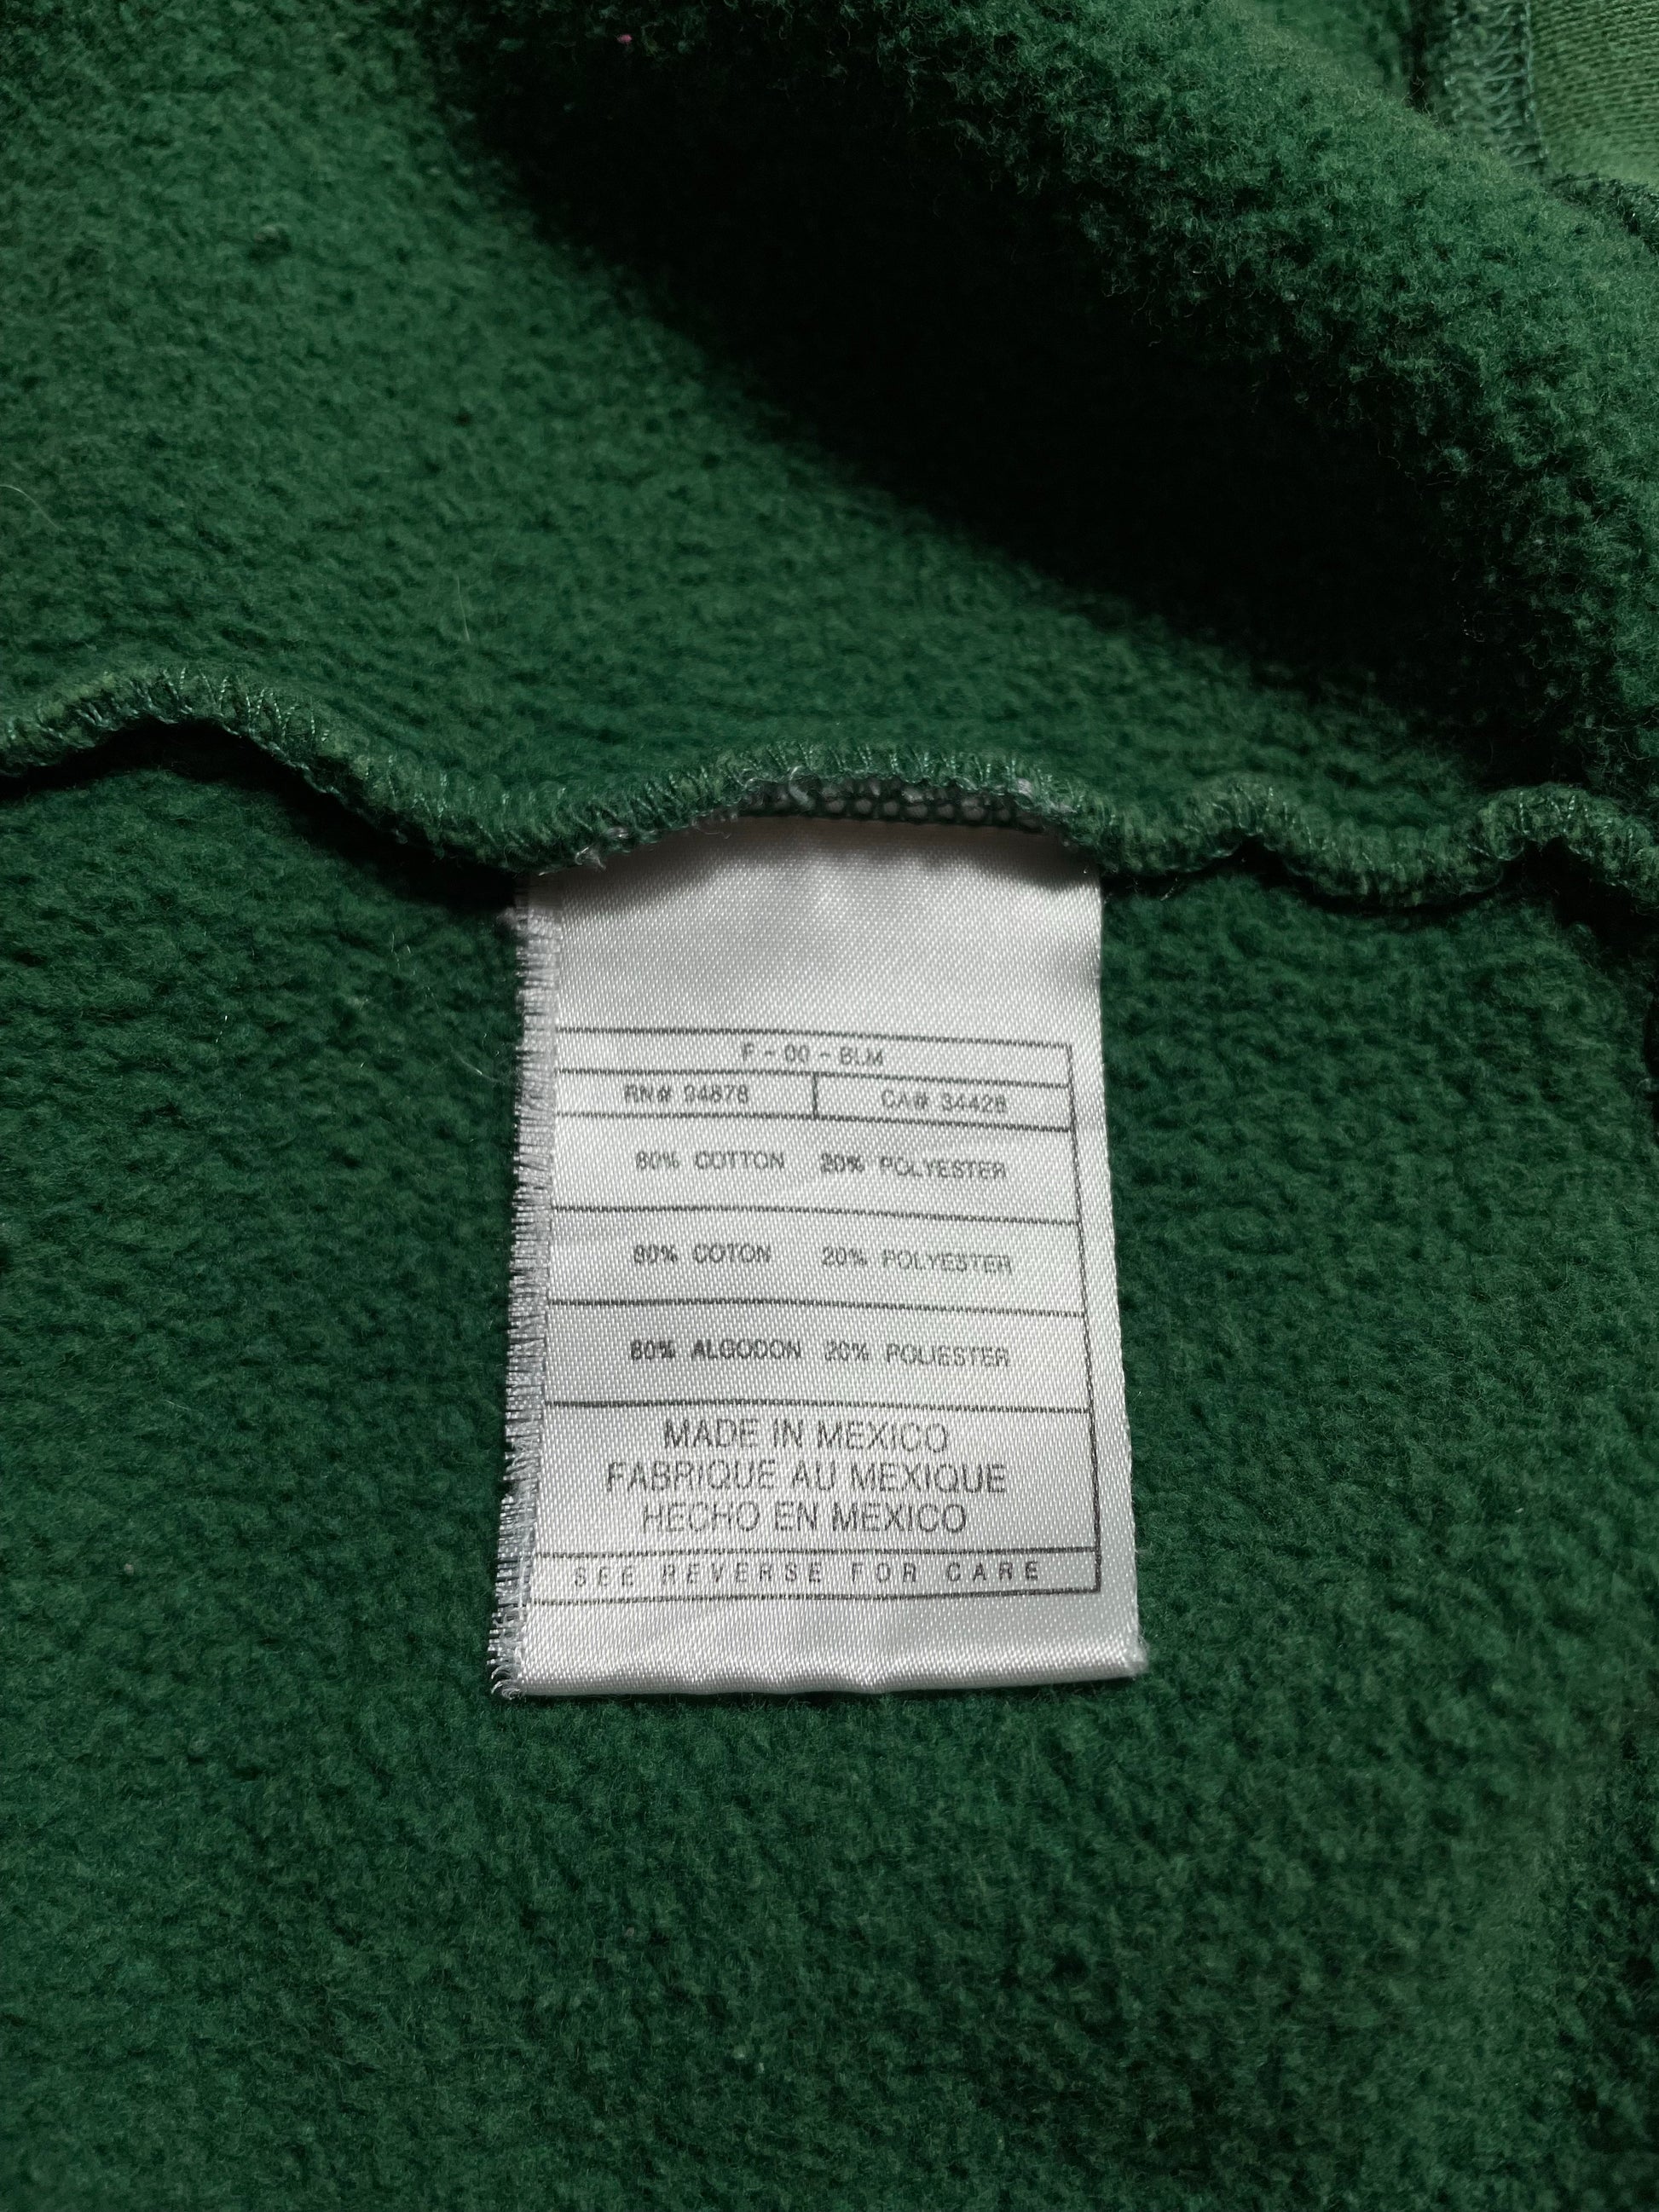 F - 00 - BLM
RN# 94878 CA# 34428
80% COTTON 20% POLYESTER
80% COTON 20% POLYESTER
80% ALGODON 20% POLIESTER
MADE IN MEXICO
FABRIQUE AU MEXIQUE
HECHO EN MEXICO
SEE REVERSE FOR CARE